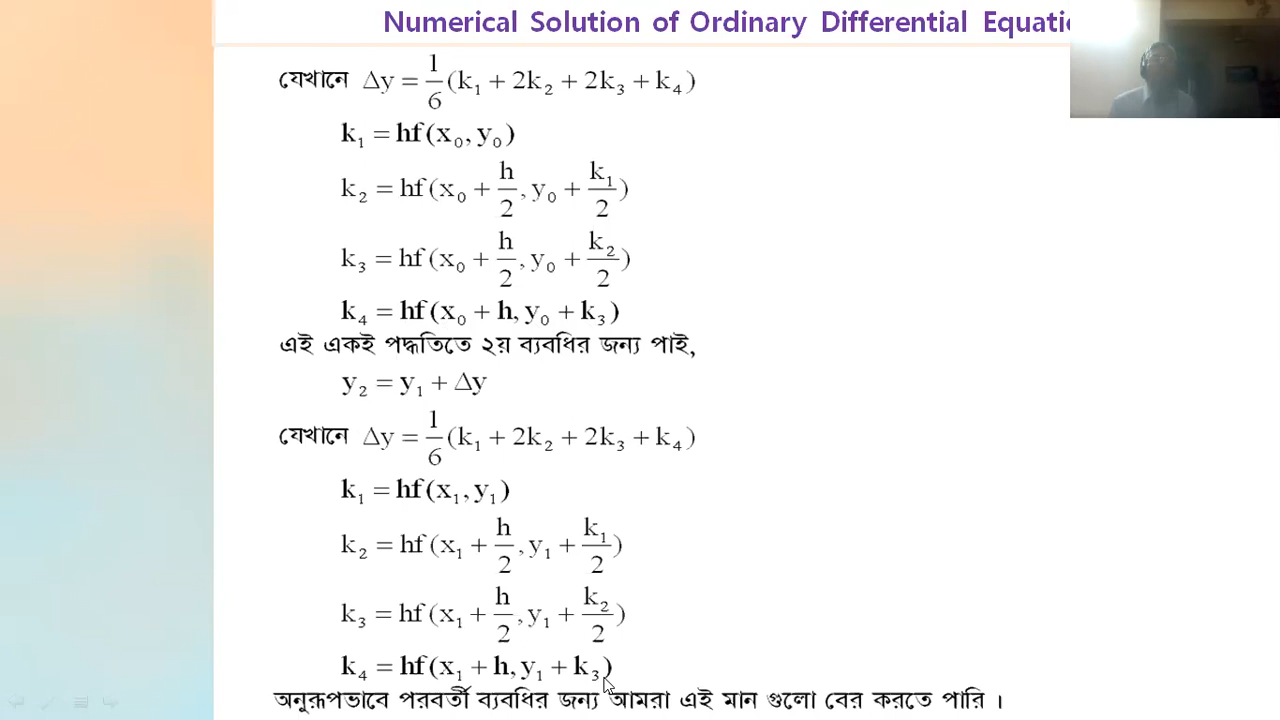 Numerical Solution of Ordinary Differential Equatio
যেখানে Δy = 1/6 (k₁ + 2k₂ + 2k₃ + k₄)
k₁ = hf(x₀, y₀)
k₂ = hf(x₀ + h/2, y₀ + k₁/2)
k₃ = hf(x₀ + h/2, y₀ + k₂/2)
k₄ = hf(x₀ + h, y₀ + k₃)
এই একই পদ্ধতিতে ২য় ব্যবধির জন্য পাই,
y₂ = y₁ + Δy
যেখানে Δy = 1/6 (k₁ + 2k₂ + 2k₃ + k₄)
k₁ = hf(x₁, y₁)
k₂ = hf(x₁ + h/2, y₁ + k₁/2)
k₃ = hf(x₁ + h/2, y₁ + k₂/2)
k₄ = hf(x₁ + h, y₁ + k₃)
অনুরূপভাবে পরবর্তী ব্যবধির জন্য আমরা এই মান গুলো বের করতে পারি ।